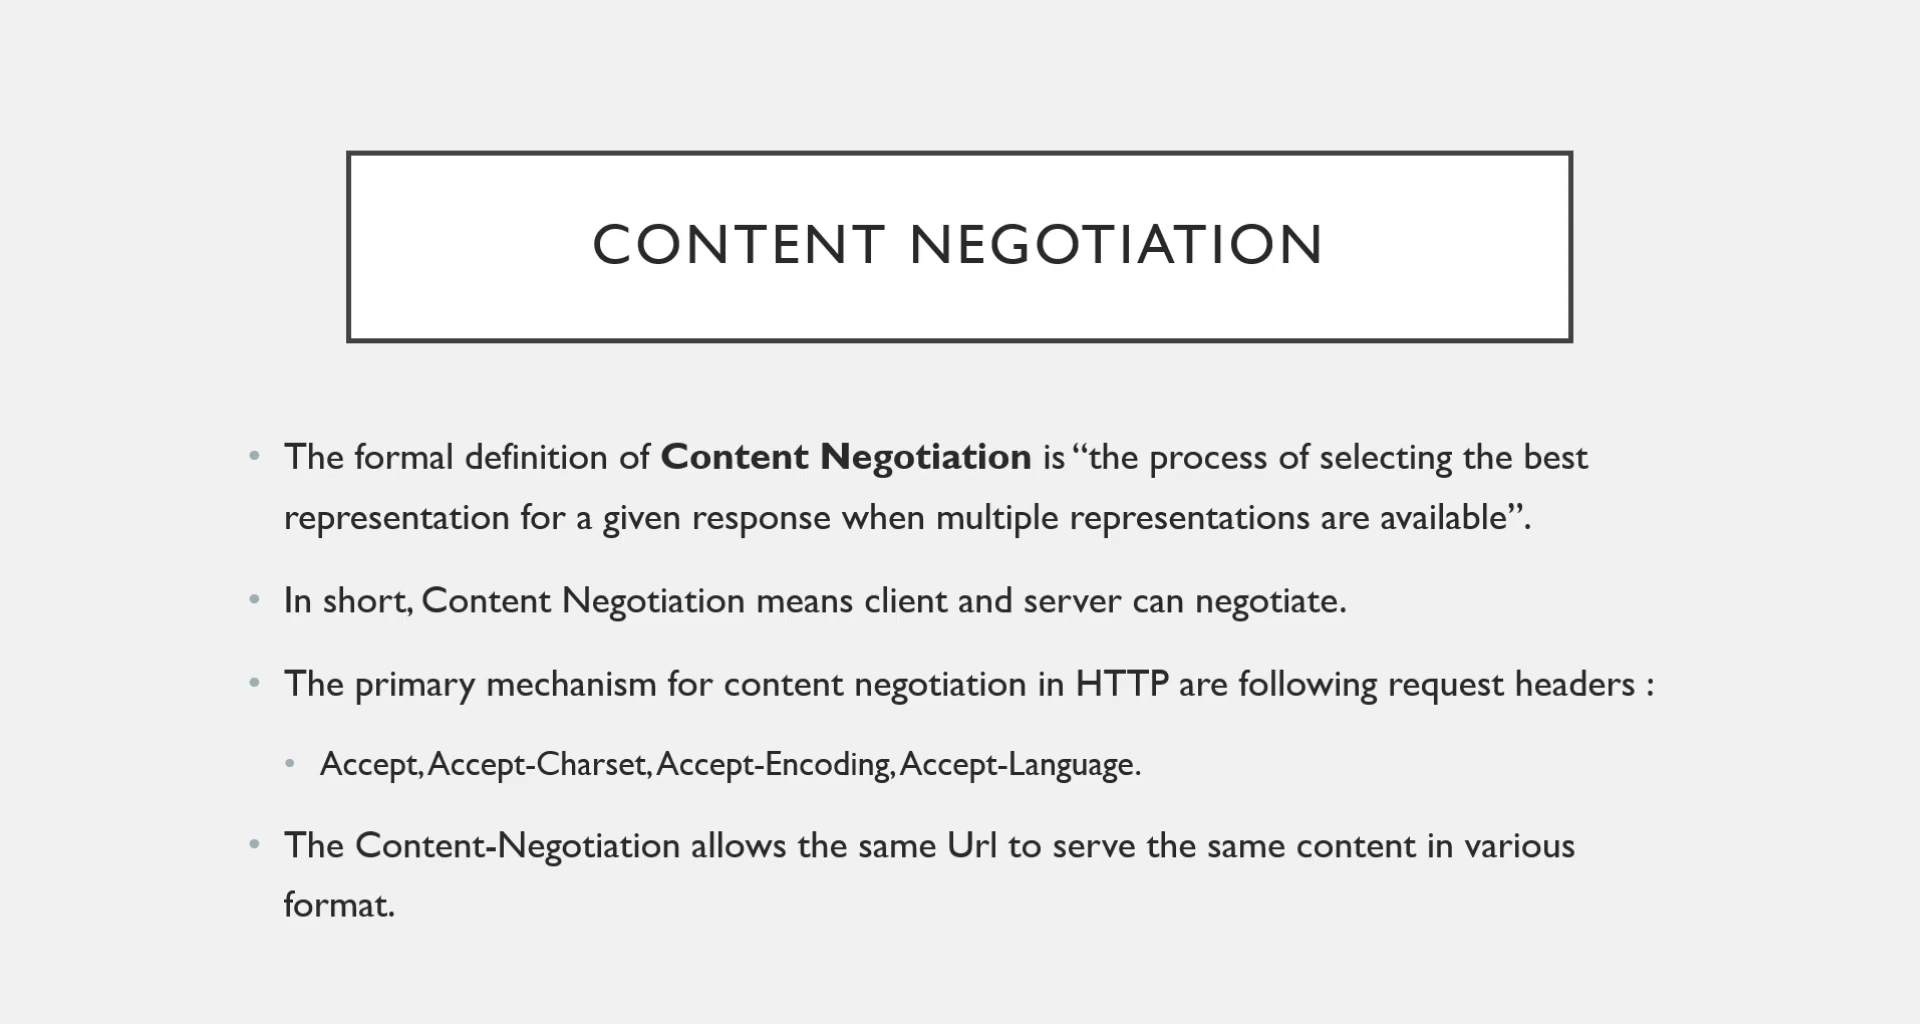 CONTENT NEGOTIATION
• The formal definition of Content Negotiation is “the process of selecting the best
representation for a given response when multiple representations are available”.
• In short, Content Negotiation means client and server can negotiate.
• The primary mechanism for content negotiation in HTTP are following request headers :
• Accept, Accept-Charset, Accept-Encoding, Accept-Language.
• The Content-Negotiation allows the same Url to serve the same content in various
format.